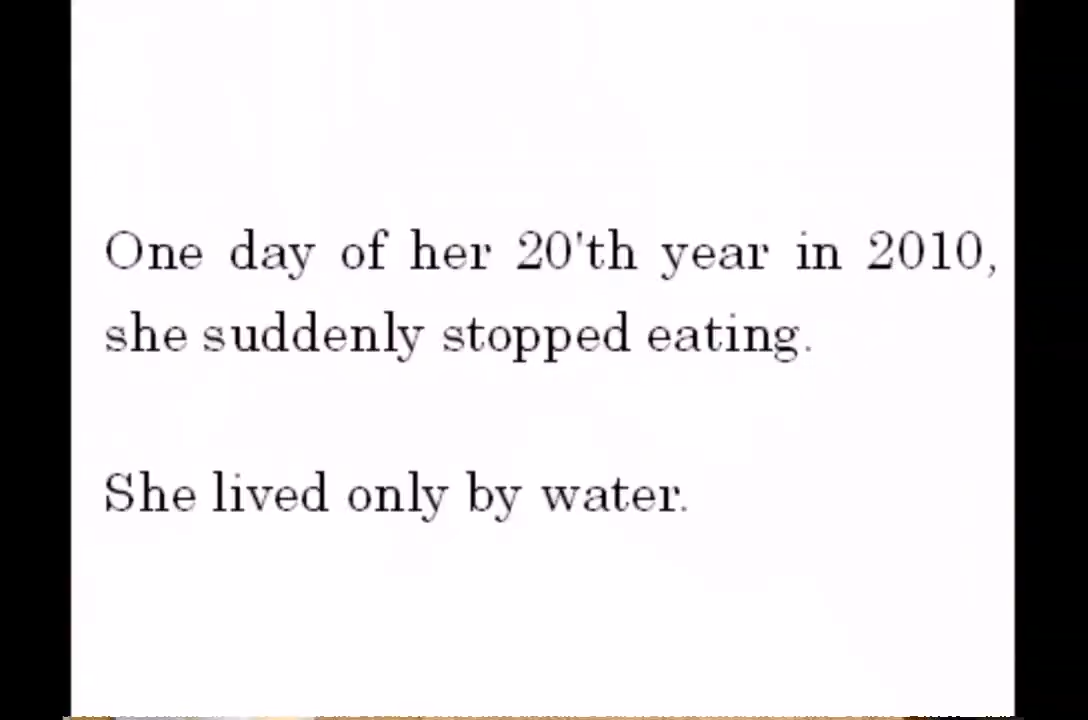 One day of her 20'th year in 2010,
she suddenly stopped eating.
She lived only by water.